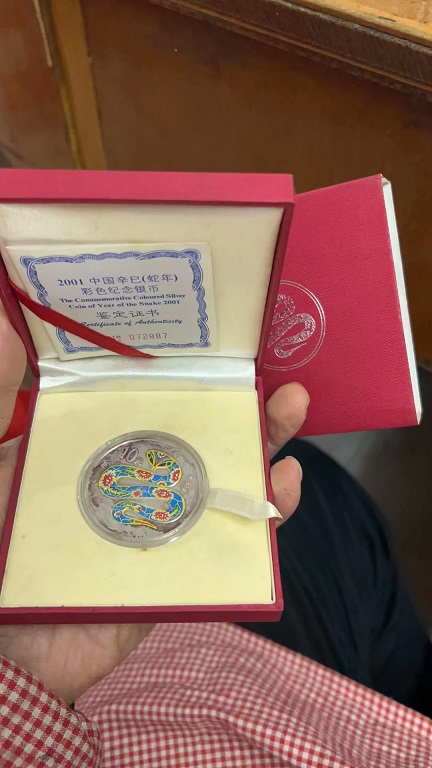 2001 中国辛巳(蛇年)
彩色纪念银币
The Commemorative Coloured Silver
Coin of Year of the Snake 2001
鉴定证书
Certificate of Authenticity
072887
10